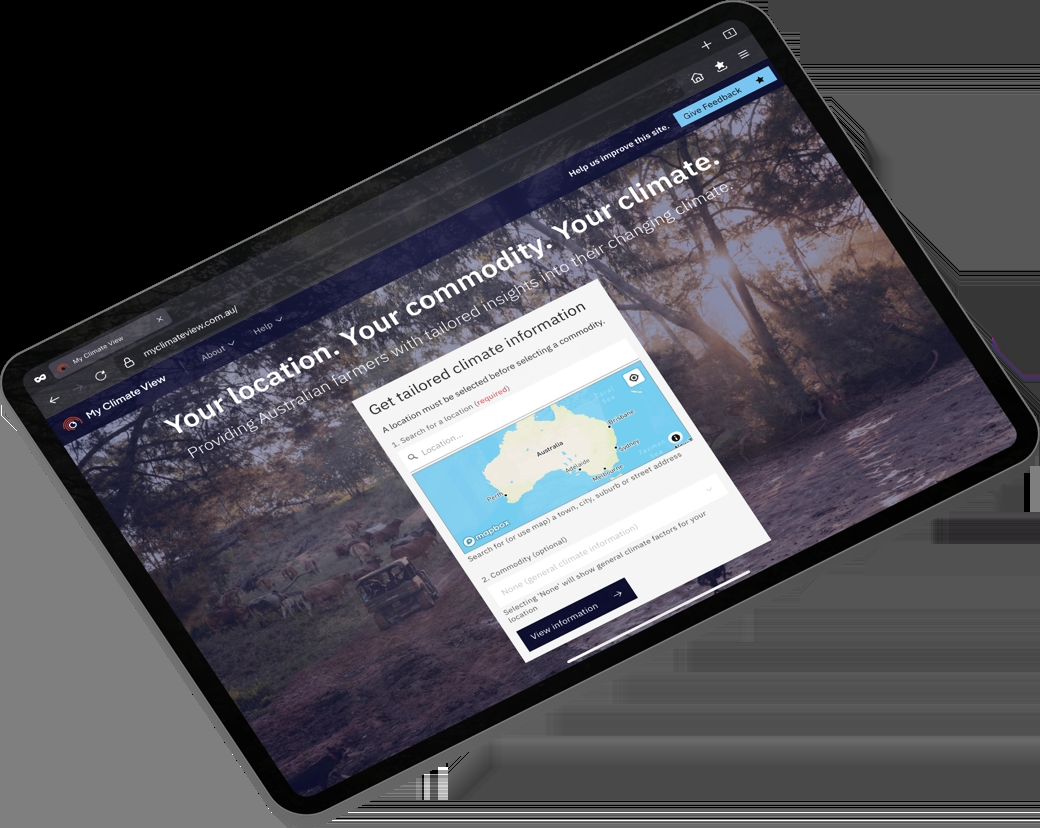 My Climate View
myclimateview.com.au/
My Climate View
About
Help
Help us improve this site.
Give Feedback
Your location. Your commodity. Your climate.
Providing Australian farmers with tailored insights into their changing climate.
Get tailored climate information
A location must be selected before selecting a commodity.
1. Search for a location (required)
Location...
Australia
Brisbane
Sydney
Adelaide
Melbourne
Perth
mapbox
Search for (or use map) a town, city, suburb or street address
2. Commodity (optional)
None (general climate information)
Selecting 'None' will show general climate factors for your
location
View information